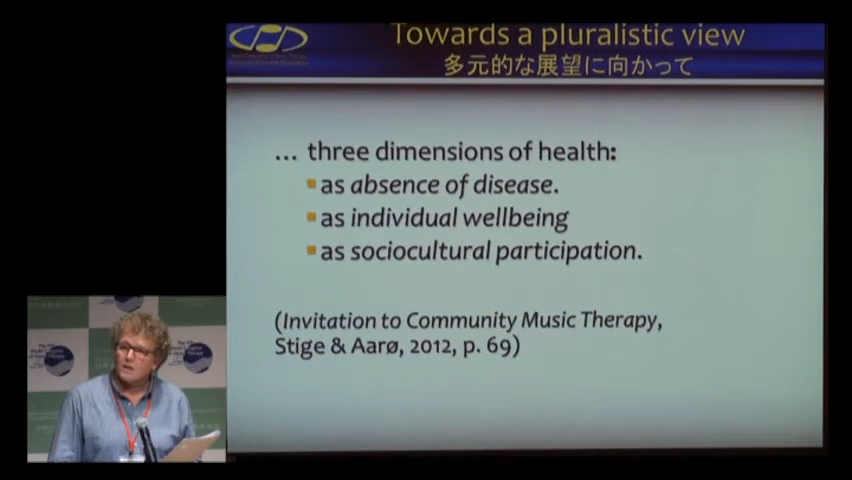 Towards a pluralistic view
多元的な展望に向かって
… three dimensions of health:
as absence of disease.
as individual wellbeing
as sociocultural participation.
(Invitation to Community Music Therapy,
Stige & Aarø, 2012, p. 69)